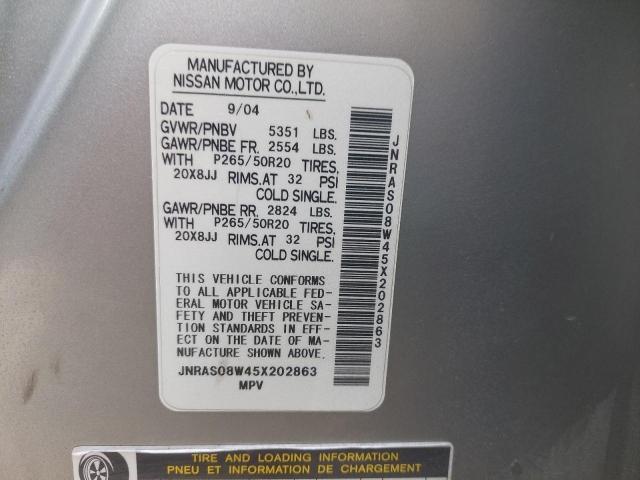 MANUFACTURED BY
NISSAN MOTOR CO.,LTD.
DATE 9/04
GVWR/PNBV 5351 LBS.
GAWR/PNBE FR. 2554 LBS.
WITH P265/50R20 TIRES,
20X8JJ RIMS.AT 32 PSI
COLD SINGLE.
GAWR/PNBE RR. 2824 LBS.
WITH P265/50R20 TIRES,
20X8JJ RIMS.AT 32 PSI
COLD SINGLE.
THIS VEHICLE CONFORMS
TO ALL APPLICABLE FED-
ERAL MOTOR VEHICLE SA-
FETY AND THEFT PREVEN-
TION STANDARDS IN EFF-
ECT ON THE DATE OF MA-
NUFACTURE SHOWN ABOVE.
JNRAS08W45X202863
MPV
JNRAS08W45X202863
TIRE AND LOADING INFORMATION
PNEU ET INFORMATION DE CHARGEMENT